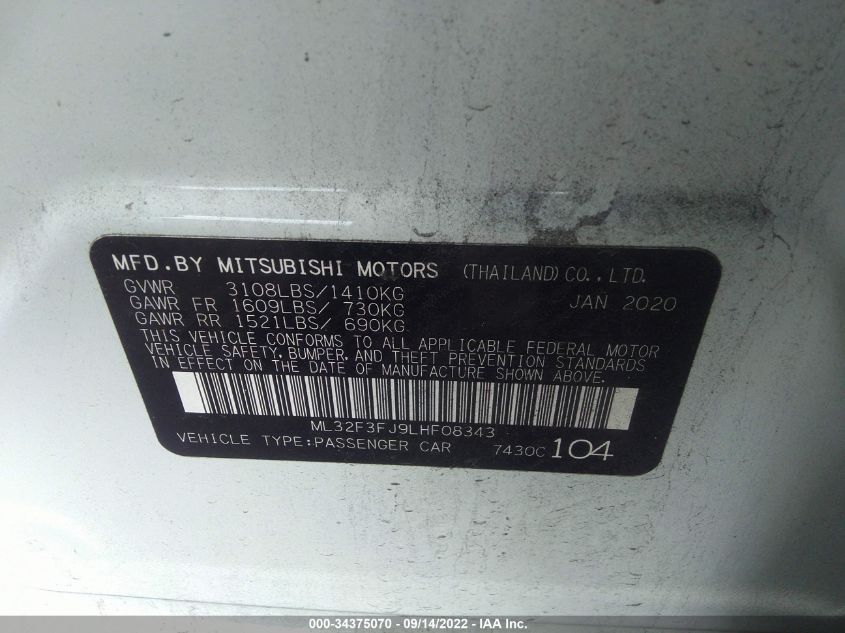 MFD. BY MITSUBISHI MOTORS (THAILAND) CO., LTD.
GVWR 3108LBS/1410KG JAN 2020
GAWR FR 1609LBS/ 730KG
GAWR RR 1521LBS/ 690KG
THIS VEHICLE CONFORMS TO ALL APPLICABLE FEDERAL MOTOR
VEHICLE SAFETY, BUMPER, AND THEFT PREVENTION STANDARDS
IN EFFECT ON THE DATE OF MANUFACTURE SHOWN ABOVE.
ML32F3FJ9LHF08343
VEHICLE TYPE:PASSENGER CAR 7430C 104
000-34375070 - 09/14/2022 - IAA Inc.